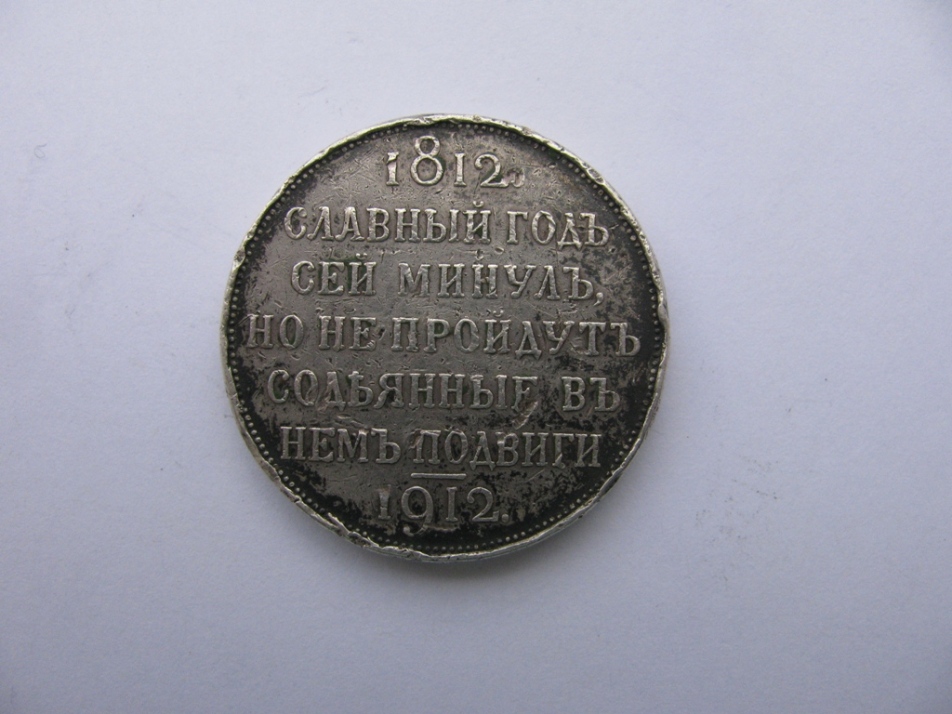 1812.
СЛАВНЫЙ ГОДЪ
СЕЙ МИНУЛЪ,
НО НЕ ПРОЙДУТЪ
СОДѢЯННЫЕ ВЪ
НЕМЪ ПОДВИГИ
1912.